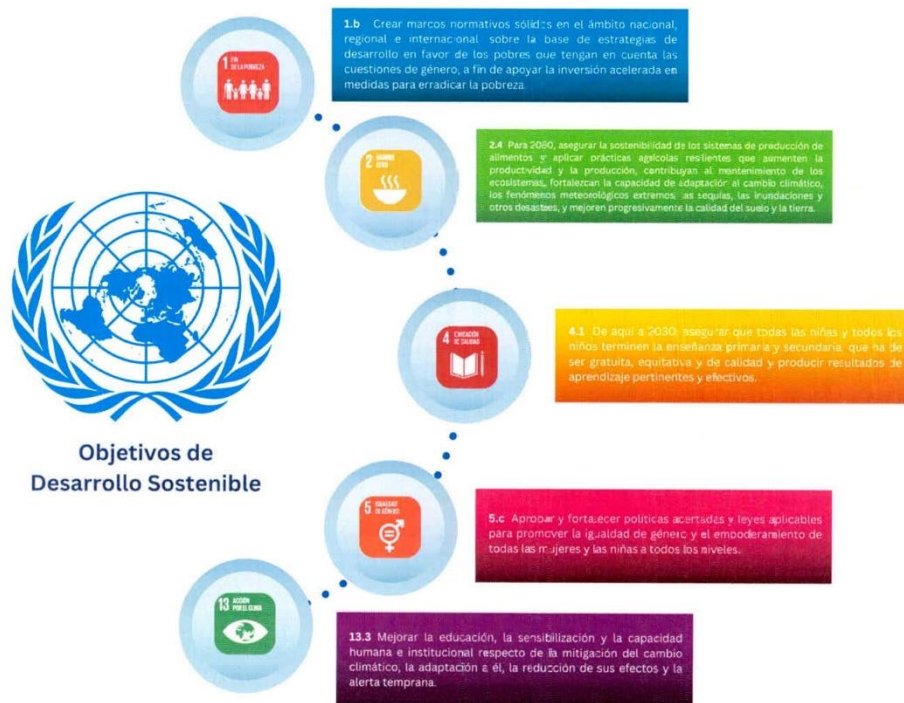 1 FIN
DE LA POBREZA
1.b Crear marcos normativos sólidos en el ámbito nacional,
regional e internacional sobre la base de estrategias de
desarrollo en favor de los pobres que tengan en cuenta las
cuestiones de género, a fin de apoyar la inversión acelerada en
medidas para erradicar la pobreza.
2 HAMBRE
CERO
2.4 Para 2030, asegurar la sostenibilidad de los sistemas de producción de
alimentos y aplicar prácticas agrícolas resilientes que aumenten la
productividad y la producción, contribuyan al mantenimiento de los
ecosistemas, fortalezcan la capacidad de adaptación al cambio climático,
los fenómenos meteorológicos extremos, las sequías, las inundaciones y
otros desastres, y mejoren progresivamente la calidad del suelo y la tierra.
4 EDUCACIÓN
DE CALIDAD
4.1 De aquí a 2030, asegurar que todas las niñas y todos los
niños terminen la enseñanza primaria y secundaria, que ha de
ser gratuita, equitativa y de calidad y producir resultados de
aprendizaje pertinentes y efectivos.
Objetivos de
Desarrollo Sostenible
5 IGUALDAD
DE GÉNERO
5.c Aprobar y fortalecer políticas acertadas y leyes aplicables
para promover la igualdad de género y el empoderamiento de
todas las mujeres y las niñas a todos los niveles.
13 ACCIÓN
POR EL CLIMA
13.3 Mejorar la educación, la sensibilización y la capacidad
humana e institucional respecto de la mitigación del cambio
climático, la adaptación a él, la reducción de sus efectos y la
alerta temprana.